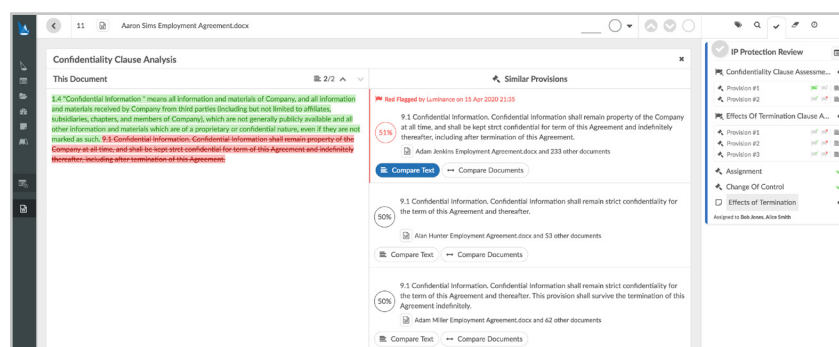 11 Aaron Sims Employment Agreement.docx
Confidentiality Clause Analysis
This Document 2/2
1.4 "Confidential Information " means all information and materials of Company, and all information
and materials received by Company from third parties (including but not limited to affiliates,
subsidiaries, chapters, and members of Company), which are not generally publicly available and all
other information and materials which are of a proprietary or confidential nature, even if they are not
marked as such. 9.1 Confidential Information. Confidential Information shall remain property of the
Company at all time, and shall be kept strct confidential for term of this Agreement and indefinitely
thereafter, including after termination of this Agreement.
Similar Provisions
Red Flagged by Luminance on 15 Apr 2020 21:35
51%
9.1 Confidential Information. Confidential Information shall remain property of the Company
at all time, and shall be kept strct confidential for term of this Agreement and indefinitely
thereafter, including after termination of this Agreement.
Adam Jenkins Employment Agreement.docx and 233 other documents
Compare Text Compare Documents
50%
9.1 Confidential Information. Confidential Information shall remain strict confidentiality for
the term of this Agreement and thereafter.
Alan Hunter Employment Agreement.docx and 53 other documents
Compare Text Compare Documents
50%
9.1 Confidential Information. Confidential Information shall remain strict confidentiality for
the term of this Agreement and thereafter. This provision shall survive the termination of this
Agreement indefinitely.
Adam Miller Employment Agreement.docx and 62 other documents
Compare Text Compare Documents
IP Protection Review
Confidentiality Clause Assessme...
Provision #1
Provision #2
Effects Of Termination Clause A...
Provision #1
Provision #2
Provision #3
Assignment
Change Of Control
Effects of Termination
Assigned to Bob Jones, Alice Smith